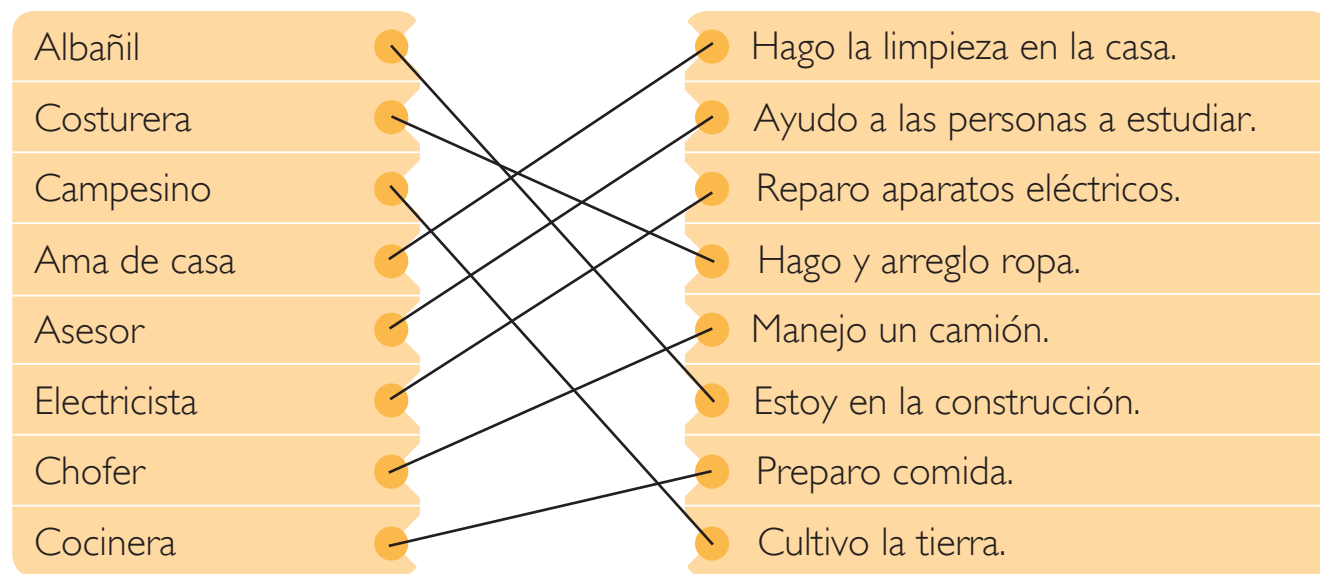 Albañil Hago la limpieza en la casa.
Costurera Ayudo a las personas a estudiar.
Campesino Reparo aparatos eléctricos.
Ama de casa Hago y arreglo ropa.
Asesor Manejo un camión.
Electricista Estoy en la construcción.
Chofer Preparo comida.
Cocinera Cultivo la tierra.